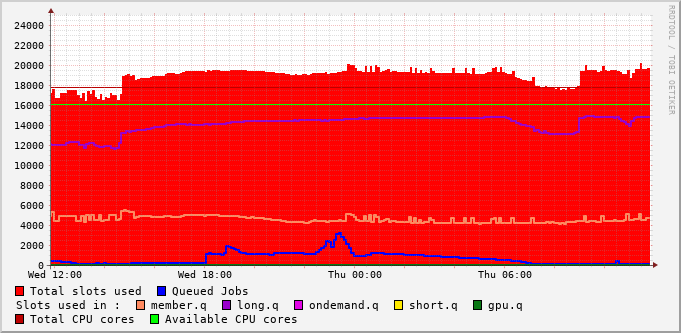 24000
22000
20000
18000
16000
14000
12000
10000
8000
6000
4000
2000
0
Wed 12:00 Wed 18:00 Thu 00:00 Thu 06:00
Total slots used Queued Jobs
Slots used in : member.q long.q ondemand.q short.q gpu.q
Total CPU cores Available CPU cores
RRDTOOL / TOBI OETIKER